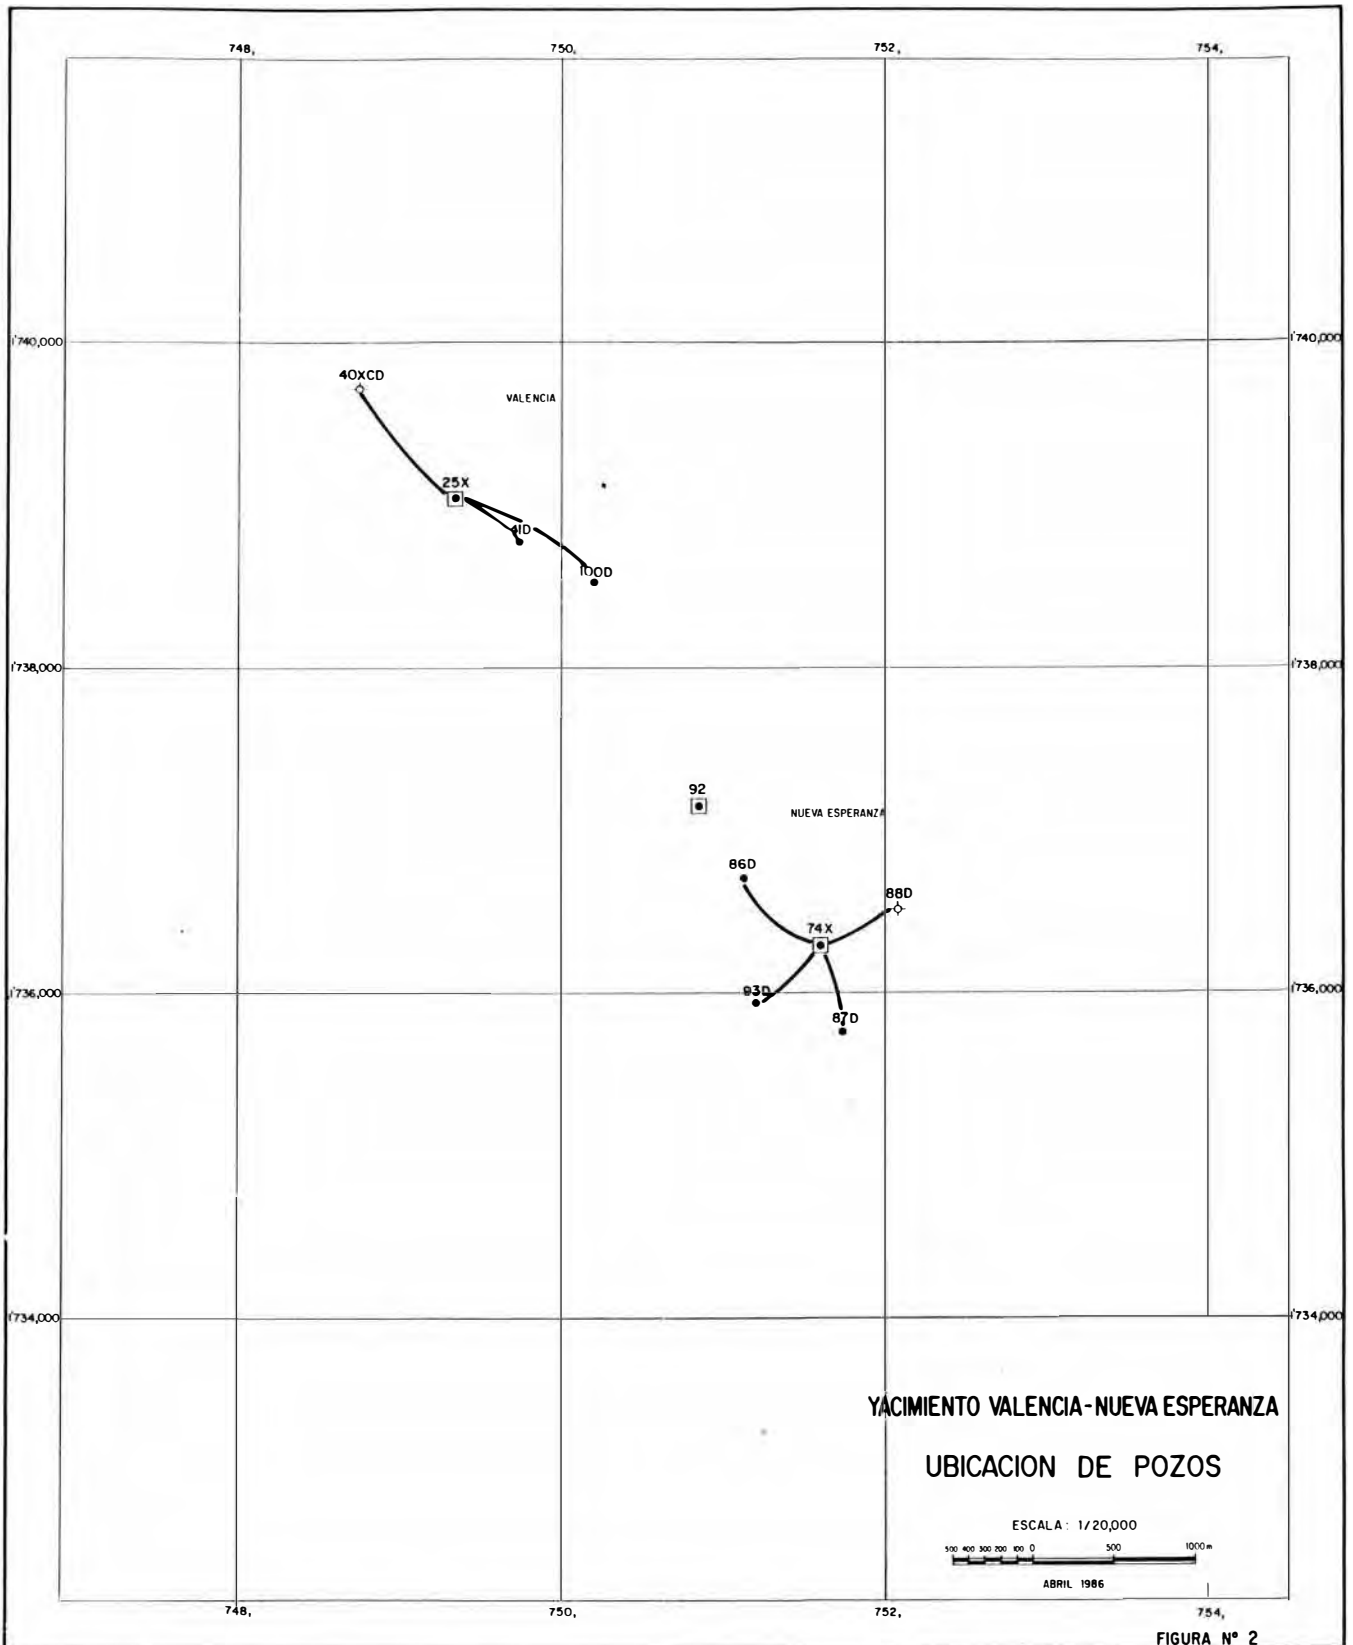 748, 750, 752, 754,
1'740,000 1'740,000
40XCD
VALENCIA
25X
41D
100D
1'738,000 1'738,000
92
NUEVA ESPERANZA
86D
88D
74X
93D
1'736,000 1'736,000
87D
1'734,000 1'734,000
YACIMIENTO VALENCIA-NUEVA ESPERANZA
UBICACION DE POZOS
ESCALA: 1/20,000
500 400 300 200 100 0 500 1000 m
ABRIL 1986
748, 750, 752, 754,
FIGURA Nº 2